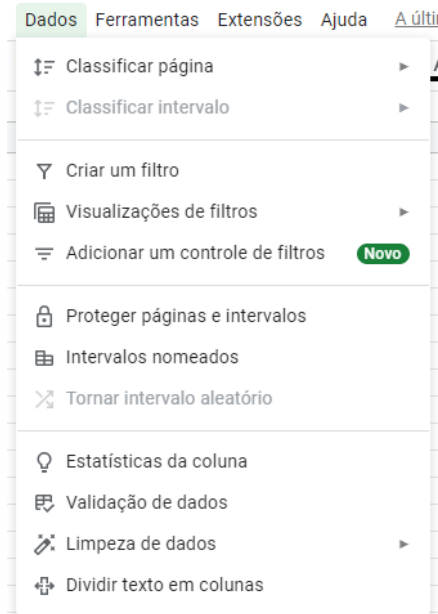 Dados Ferramentas Extensões Ajuda A últi
Classificar página
Classificar intervalo
Criar um filtro
Visualizações de filtros
Adicionar um controle de filtros Novo
Proteger páginas e intervalos
Intervalos nomeados
Tornar intervalo aleatório
Estatísticas da coluna
Validação de dados
Limpeza de dados
Dividir texto em colunas